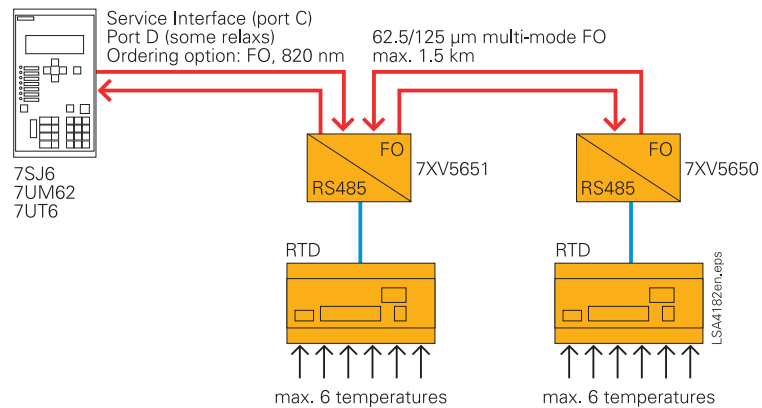 Service Interface (port C)
Port D (some relaxs)
Ordering option: FO, 820 nm
62.5/125 µm multi-mode FO
max. 1.5 km
7SJ6
7UM62
7UT6
FO
RS485
7XV5651
FO
RS485
7XV5650
RTD
RTD
LSA4182en.eps
max. 6 temperatures
max. 6 temperatures